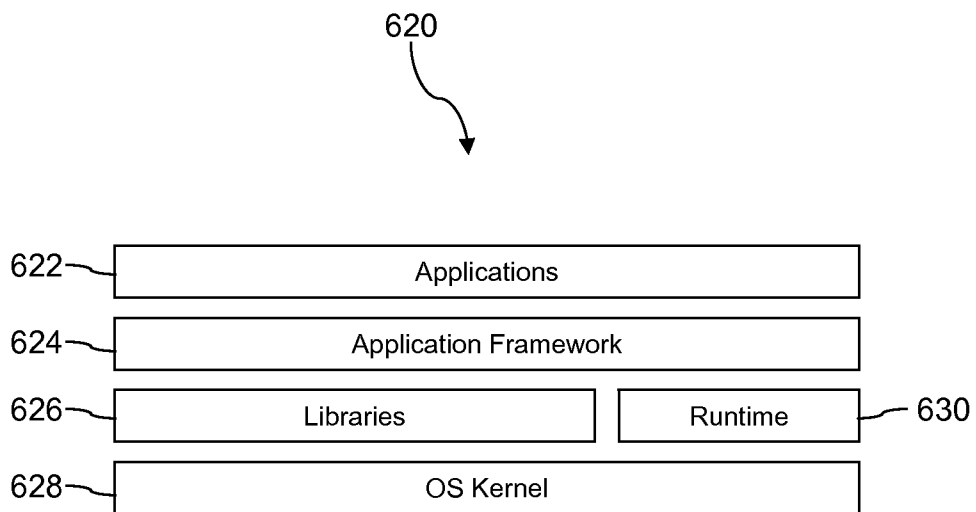 620
622 Applications
624 Application Framework
626 Libraries Runtime 630
628 OS Kernel